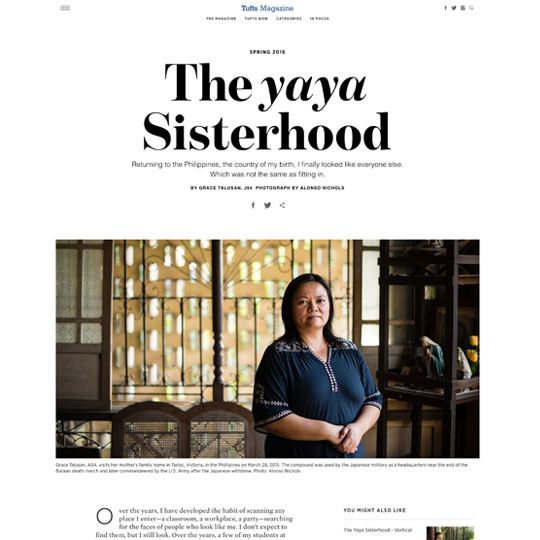 Tufts Magazine
THE MAGAZINE TUFTS NOW CATEGORIES IN FOCUS
SPRING 2016
The yaya
Sisterhood
Returning to the Philippines, the country of my birth, I finally looked like everyone else.
Which was not the same as fitting in.
BY GRACE TALUSAN, J94 PHOTOGRAPH BY ALONSO NICHOLS
Grace Talusan, A94, visits her mother's family home in Tarlac, Victoria, in the Philippines on March 28, 2015. The compound was used by the Japanese military as a headquarters near the end of the
Bataan death march and later commandeered by the U.S. Army after the Japanese withdrew. Photo: Alonso Nichols
Over the years, I have developed the habit of scanning any
place I enter—a classroom, a workplace, a party—searching
for the faces of people who look like me. I don't expect to
find them, but I still look. Over the years, a few of my students at
YOU MIGHT ALSO LIKE
The Yaya Sisterhood - Vertical